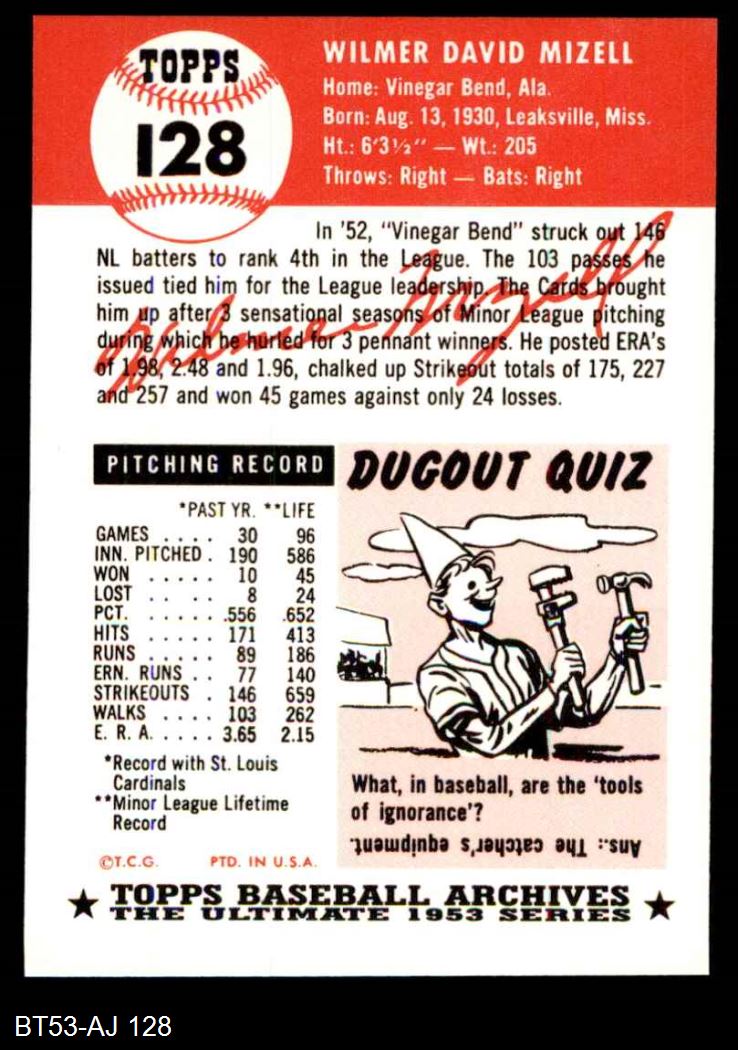 TOPPS
128
WILMER DAVID MIZELL
Home: Vinegar Bend, Ala.
Born: Aug. 13, 1930, Leaksville, Miss.
Ht.: 6'3½" — Wt.: 205
Throws: Right — Bats: Right
In '52, "Vinegar Bend" struck out 146
NL batters to rank 4th in the League. The 103 passes he
issued tied him for the League leadership. The Cards brought
him up after 3 sensational seasons of Minor League pitching
during which he hurled for 3 pennant winners. He posted ERA's
of 1.98, 2.48 and 1.96, chalked up Strikeout totals of 175, 227
and 257 and won 45 games against only 24 losses.
Wilmer Mizell
PITCHING RECORD
*PAST YR. **LIFE
GAMES . . . . 30 96
INN. PITCHED . 190 586
WON . . . . . 10 45
LOST . . . . . 8 24
PCT. . . . . . .556 .652
HITS . . . . . 171 413
RUNS . . . . . 89 186
ERN. RUNS . . 77 140
STRIKEOUTS . 146 659
WALKS . . . . 103 262
E. R. A. . . . . 3.65 2.15
*Record with St. Louis
Cardinals
**Minor League Lifetime
Record
©T.C.G. PTD. IN U.S.A.
DUGOUT QUIZ
What, in baseball, are the 'tools
of ignorance'?
Ans.: The catcher's equipment.
★ TOPPS BASEBALL ARCHIVES ★
THE ULTIMATE 1953 SERIES
BT53-AJ 128